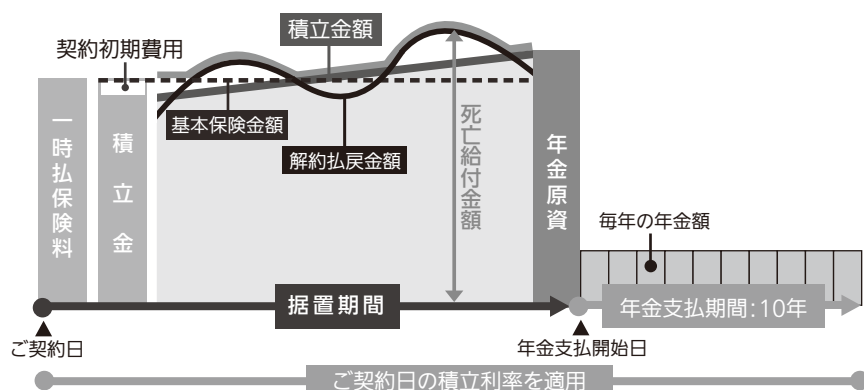 積立金額
契約初期費用
基本保険金額
解約払戻金額
一時払保険料
積立金
死亡給付金額
年金原資
毎年の年金額
据置期間
年金支払期間:10年
ご契約日
年金支払開始日
ご契約日の積立利率を適用